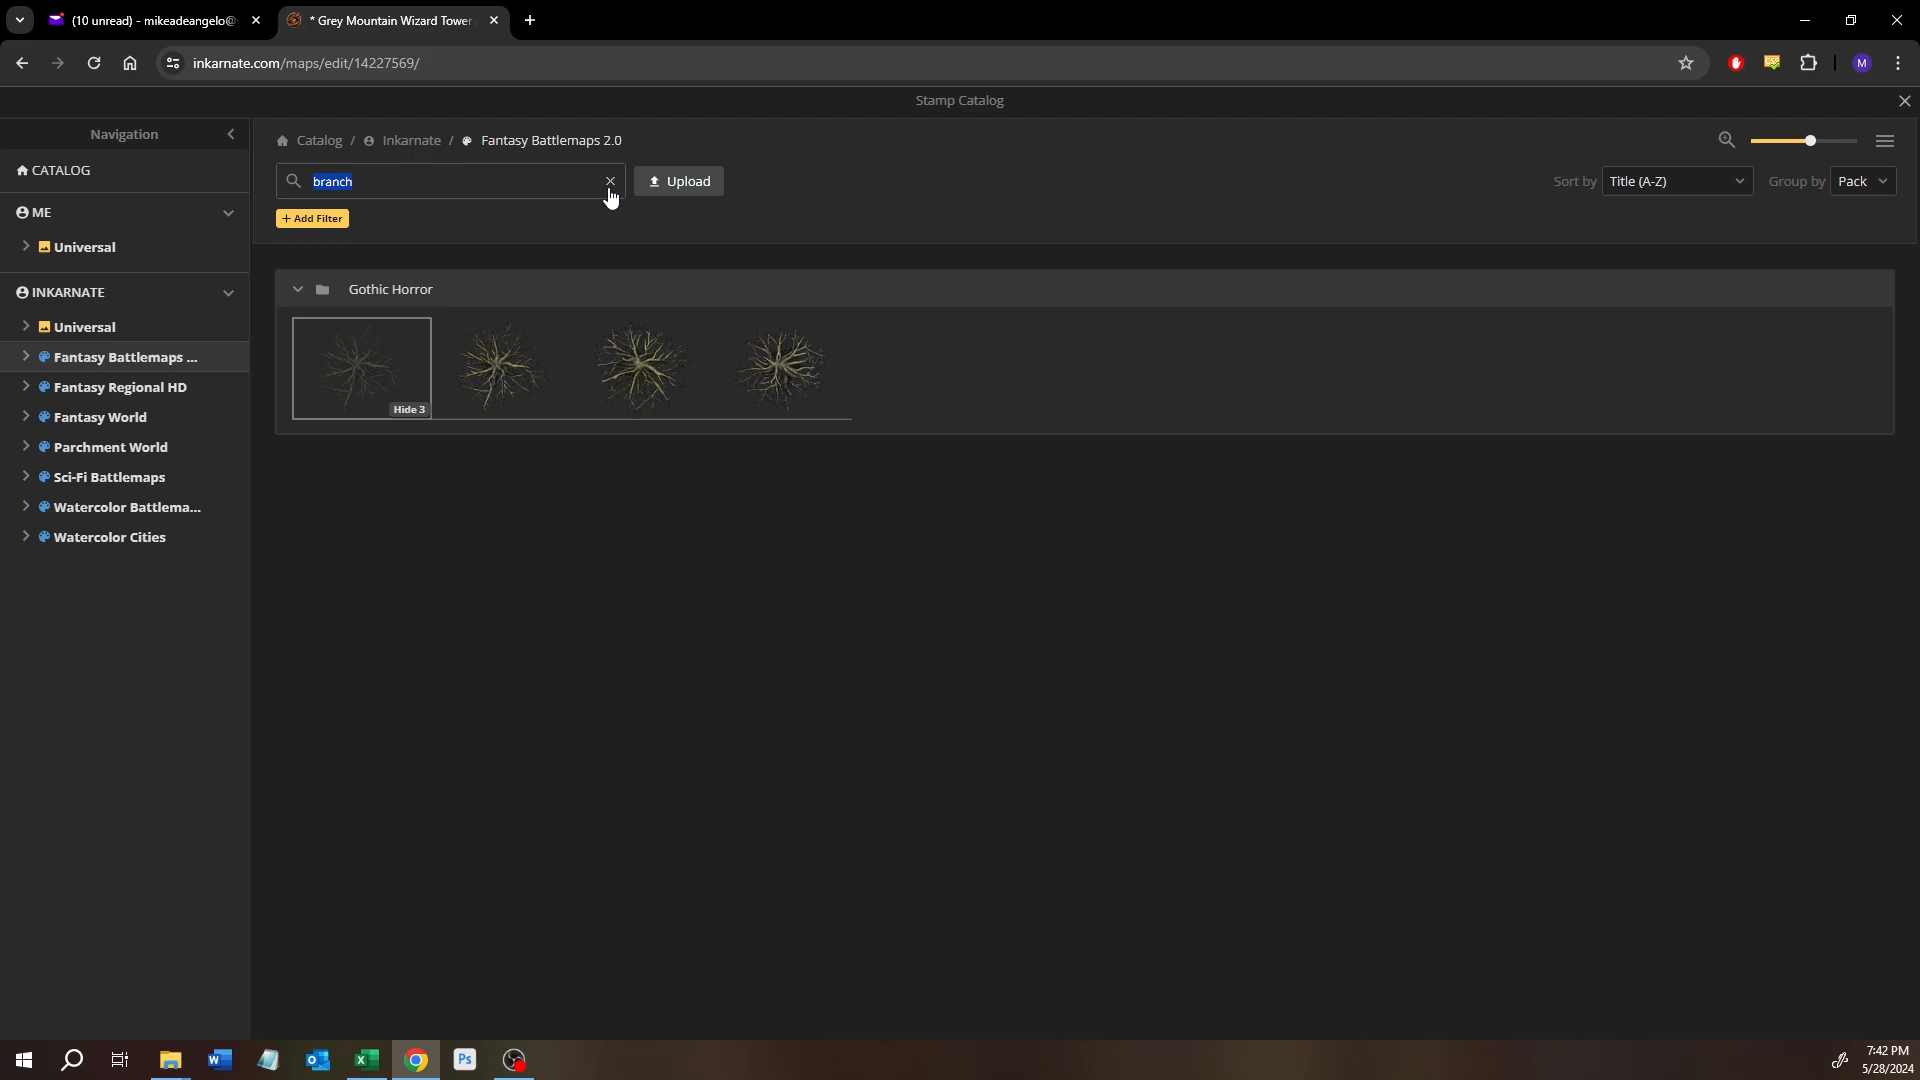 (10 unread) - mikeadeangelo@
* Grey Mountain Wizard Tower
inkarnate.com/maps/edit/14227569/
M
Stamp Catalog
Navigation
Catalog / Inkarnate / Fantasy Battlemaps 2.0
CATALOG
branch
Upload
Sort by Title (A-Z) Group by Pack
+ Add Filter
ME
Universal
INKARNATE
Universal
Fantasy Battlemaps ...
Fantasy Regional HD
Fantasy World
Parchment World
Sci-Fi Battlemaps
Watercolor Battlema...
Watercolor Cities
Gothic Horror
Hide 3
Ps
7:42 PM
5/28/2024